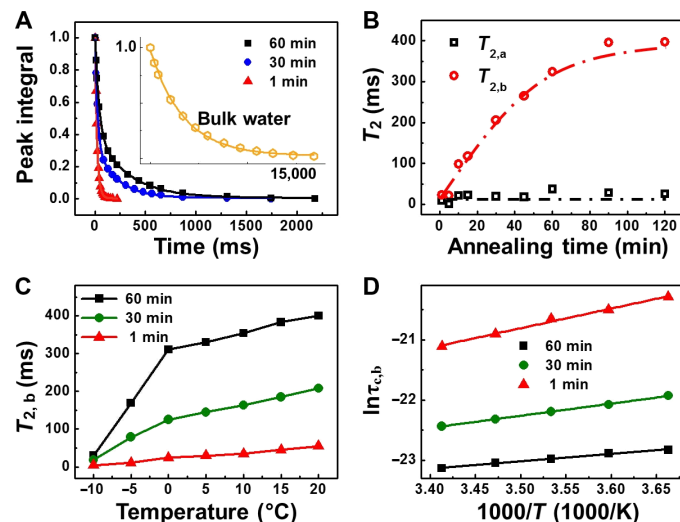 A
Peak integral
1.0
0.8
0.6
0.4
0.2
0.0
60 min
30 min
1 min
1.0
Bulk water
15,000
0 500 1000 1500 2000
Time (ms)
B
T2 (ms)
400
300
200
100
0
T2,a
T2,b
0 20 40 60 80 100 120
Annealing time (min)
C
T2, b (ms)
400
300
200
100
0
60 min
30 min
1 min
−10 −5 0 5 10 15 20
Temperature (°C)
D
lnτc,b
−21
−22
−23
60 min
30 min
1 min
3.40 3.45 3.50 3.55 3.60 3.65
1000/T (1000/K)